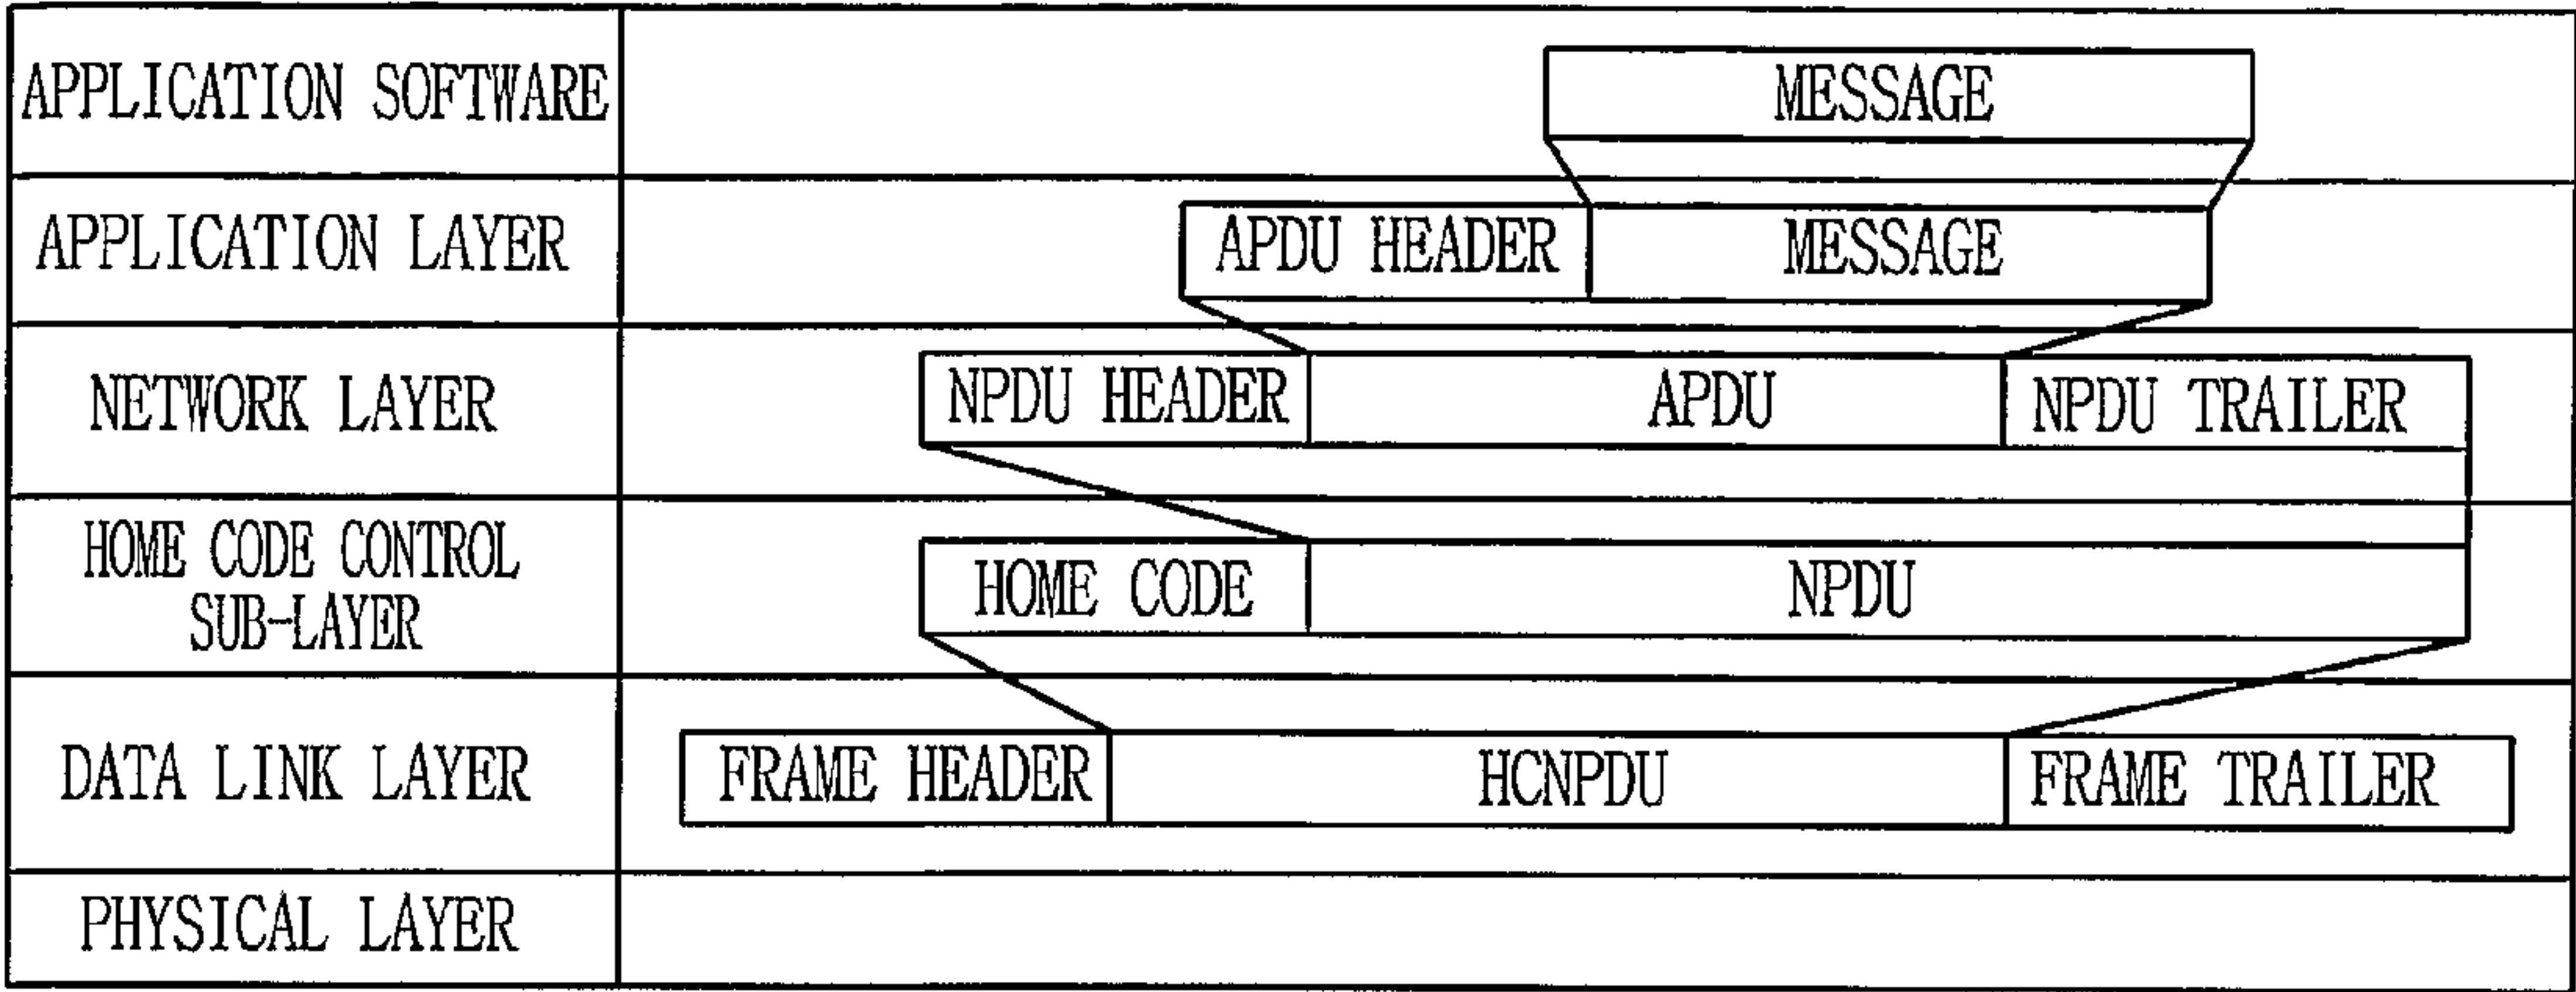 APPLICATION SOFTWARE
MESSAGE
APPLICATION LAYER
APDU HEADER
MESSAGE
NETWORK LAYER
NPDU HEADER
APDU
NPDU TRAILER
HOME CODE CONTROL
SUB-LAYER
HOME CODE
NPDU
DATA LINK LAYER
FRAME HEADER
HCNPDU
FRAME TRAILER
PHYSICAL LAYER